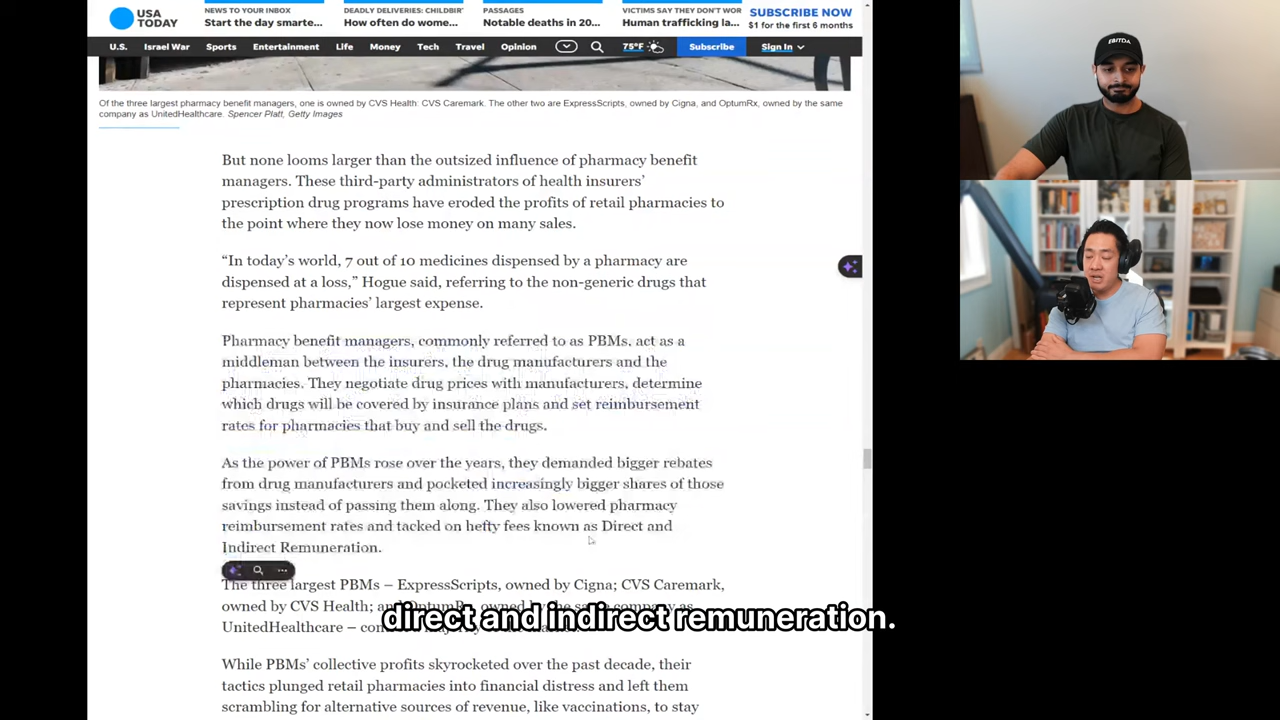 USA
TODAY
NEWS TO YOUR INBOX
Start the day smarte...
DEADLY DELIVERIES: CHILDBIR
How often do wome...
PASSAGES
Notable deaths in 20...
VICTIMS SAY THEY DON'T WOR
Human trafficking la...
SUBSCRIBE NOW
$1 for the first 6 months
U.S. Israel War Sports Entertainment Life Money Tech Travel Opinion 75°F Subscribe Sign In
EBITDA
Of the three largest pharmacy benefit managers, one is owned by CVS Health: CVS Caremark. The other two are ExpressScripts, owned by Cigna, and OptumRx, owned by the same
company as UnitedHealthcare. Spencer Platt, Getty Images
But none looms larger than the outsized influence of pharmacy benefit
managers. These third-party administrators of health insurers'
prescription drug programs have eroded the profits of retail pharmacies to
the point where they now lose money on many sales.
“In today's world, 7 out of 10 medicines dispensed by a pharmacy are
dispensed at a loss,” Hogue said, referring to the non-generic drugs that
represent pharmacies' largest expense.
Pharmacy benefit managers, commonly referred to as PBMs, act as a
middleman between the insurers, the drug manufacturers and the
pharmacies. They negotiate drug prices with manufacturers, determine
which drugs will be covered by insurance plans and set reimbursement
rates for pharmacies that buy and sell the drugs.
As the power of PBMs rose over the years, they demanded bigger rebates
from drug manufacturers and pocketed increasingly bigger shares of those
savings instead of passing them along. They also lowered pharmacy
reimbursement rates and tacked on hefty fees known as Direct and
Indirect Remuneration.
The three largest PBMs – ExpressScripts, owned by Cigna; CVS Caremark,
owned by CVS Health; and OptumRx, owned by the same company as
UnitedHealthcare –
direct and indirect remuneration.
While PBMs' collective profits skyrocketed over the past decade, their
tactics plunged retail pharmacies into financial distress and left them
scrambling for alternative sources of revenue, like vaccinations, to stay